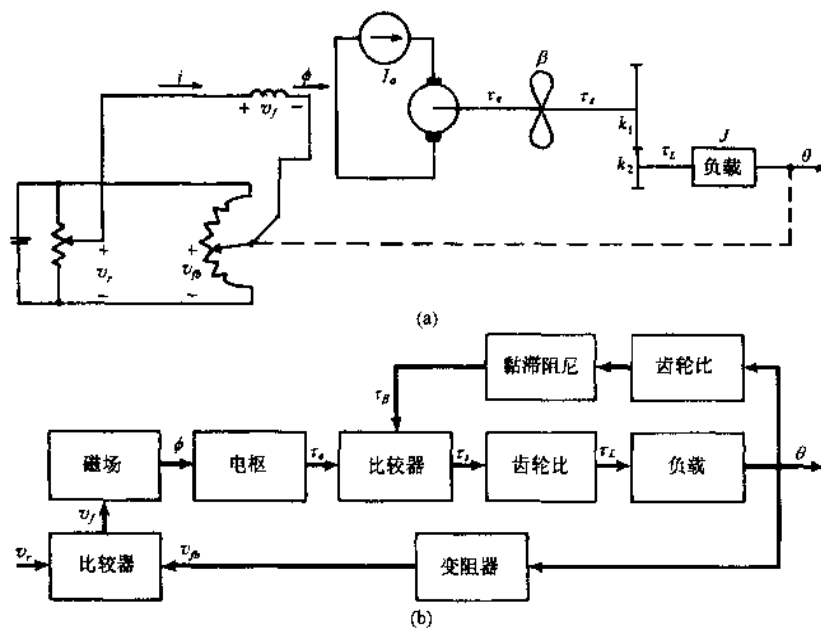 i
+ v_f −
ϕ
I_a
τ_e
β
τ_s
k_1
k_2
τ_L
J
负载
θ
+
v_r
−
+
v_fb
−
(a)
黏滞阻尼
齿轮比
τ_β
磁场
ϕ
电枢
τ_e
比较器
τ_s
齿轮比
τ_L
负载
θ
v_f
v_r
比较器
v_fb
变阻器
(b)